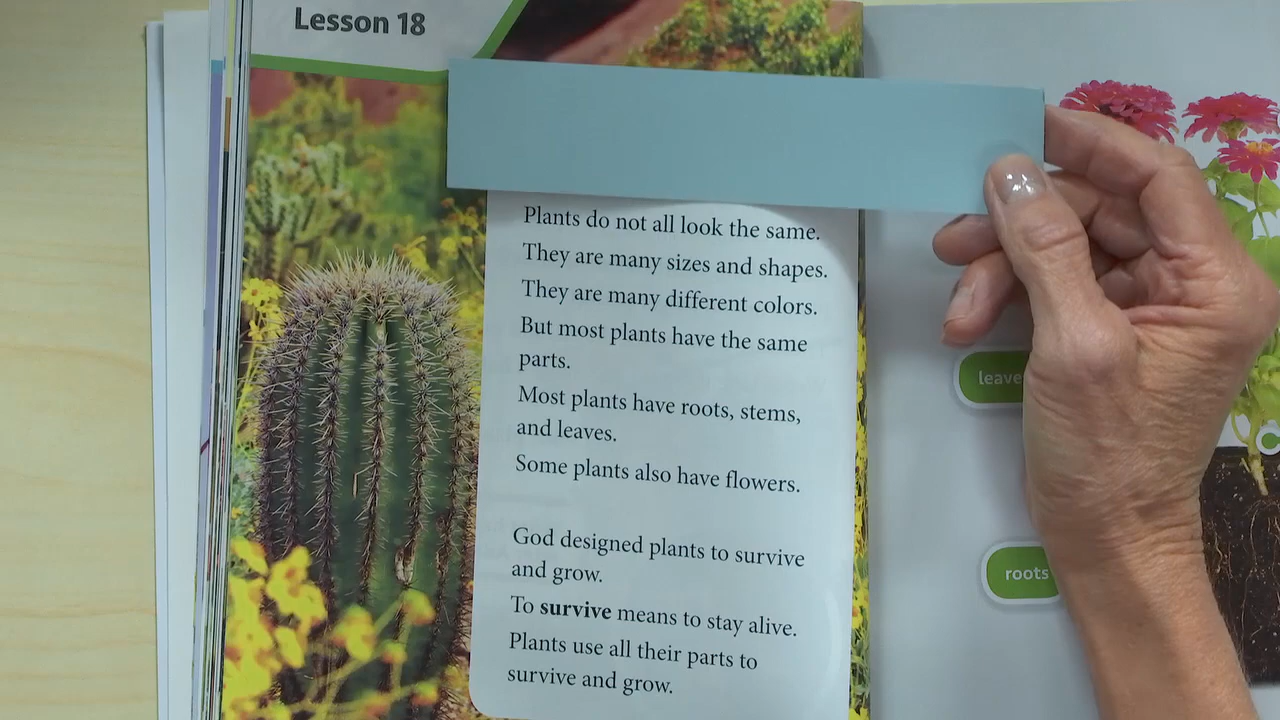 Lesson 18
Plants do not all look the same.
They are many sizes and shapes.
They are many different colors.
But most plants have the same
parts.
Most plants have roots, stems,
and leaves.
Some plants also have flowers.
God designed plants to survive
and grow.
To survive means to stay alive.
Plants use all their parts to
survive and grow.
roots